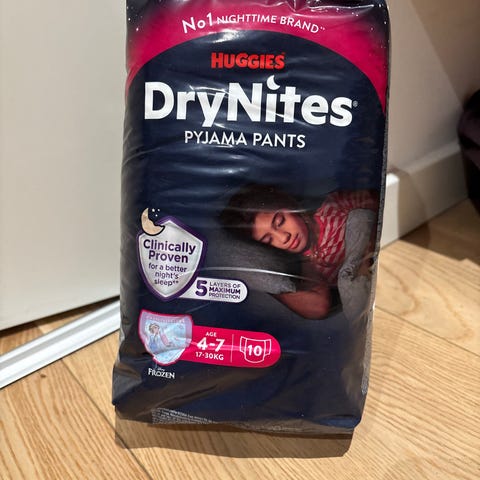 No1 NIGHTTIME BRAND**
HUGGIES®
DryNites®
PYJAMA PANTS
Clinically
Proven
for a better
night's
sleep**
5 LAYERS OF
MAXIMUM
PROTECTION
AGE
4-7
17-30KG
10
Disney
FROZEN